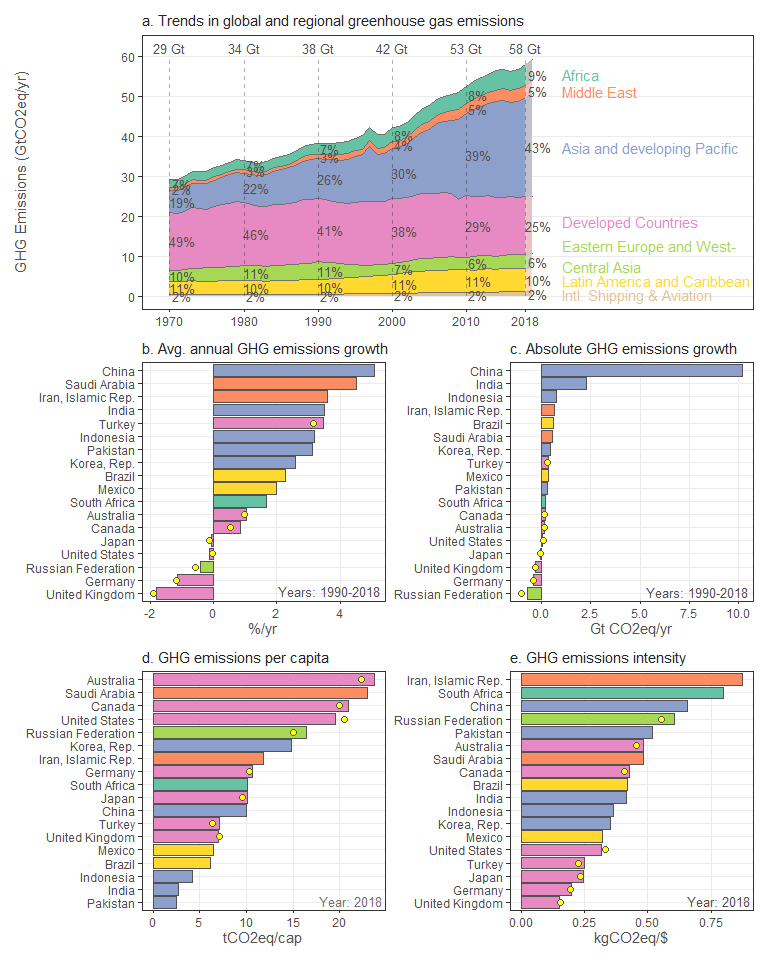 a. Trends in global and regional greenhouse gas emissions
GHG Emissions (GtCO2eq/yr)
60
50
40
30
20
10
0
29 Gt 34 Gt 38 Gt 42 Gt 53 Gt 58 Gt
7% 7% 7% 8% 8% 9%
2% 3% 3% 4% 5% 5%
19% 22% 26% 30% 39% 43%
49% 46% 41% 38% 29% 25%
10% 11% 11% 7% 6% 6%
11% 10% 10% 11% 11% 10%
2% 2% 2% 2% 2% 2%
Africa
Middle East
Asia and developing Pacific
Developed Countries
Eastern Europe and West-
Central Asia
Latin America and Caribbean
Intl. Shipping & Aviation
1970 1980 1990 2000 2010 2018
b. Avg. annual GHG emissions growth
China
Saudi Arabia
Iran, Islamic Rep.
India
Turkey
Indonesia
Pakistan
Korea, Rep.
Brazil
Mexico
South Africa
Australia
Canada
Japan
United States
Russian Federation
Germany
United Kingdom
Years: 1990-2018
-2 0 2 4
%/yr
c. Absolute GHG emissions growth
China
India
Indonesia
Iran, Islamic Rep.
Brazil
Saudi Arabia
Korea, Rep.
Turkey
Mexico
Pakistan
South Africa
Canada
Australia
United States
Japan
United Kingdom
Germany
Russian Federation
Years: 1990-2018
0.0 2.5 5.0 7.5 10.0
Gt CO2eq/yr
d. GHG emissions per capita
Australia
Saudi Arabia
Canada
United States
Russian Federation
Korea, Rep.
Iran, Islamic Rep.
Germany
South Africa
Japan
China
Turkey
United Kingdom
Mexico
Brazil
Indonesia
India
Pakistan
Year: 2018
0 5 10 15 20
tCO2eq/cap
e. GHG emissions intensity
Iran, Islamic Rep.
South Africa
China
Russian Federation
Pakistan
Australia
Saudi Arabia
Canada
Brazil
India
Indonesia
Korea, Rep.
Mexico
United States
Turkey
Japan
Germany
United Kingdom
Year: 2018
0.00 0.25 0.50 0.75
kgCO2eq/$